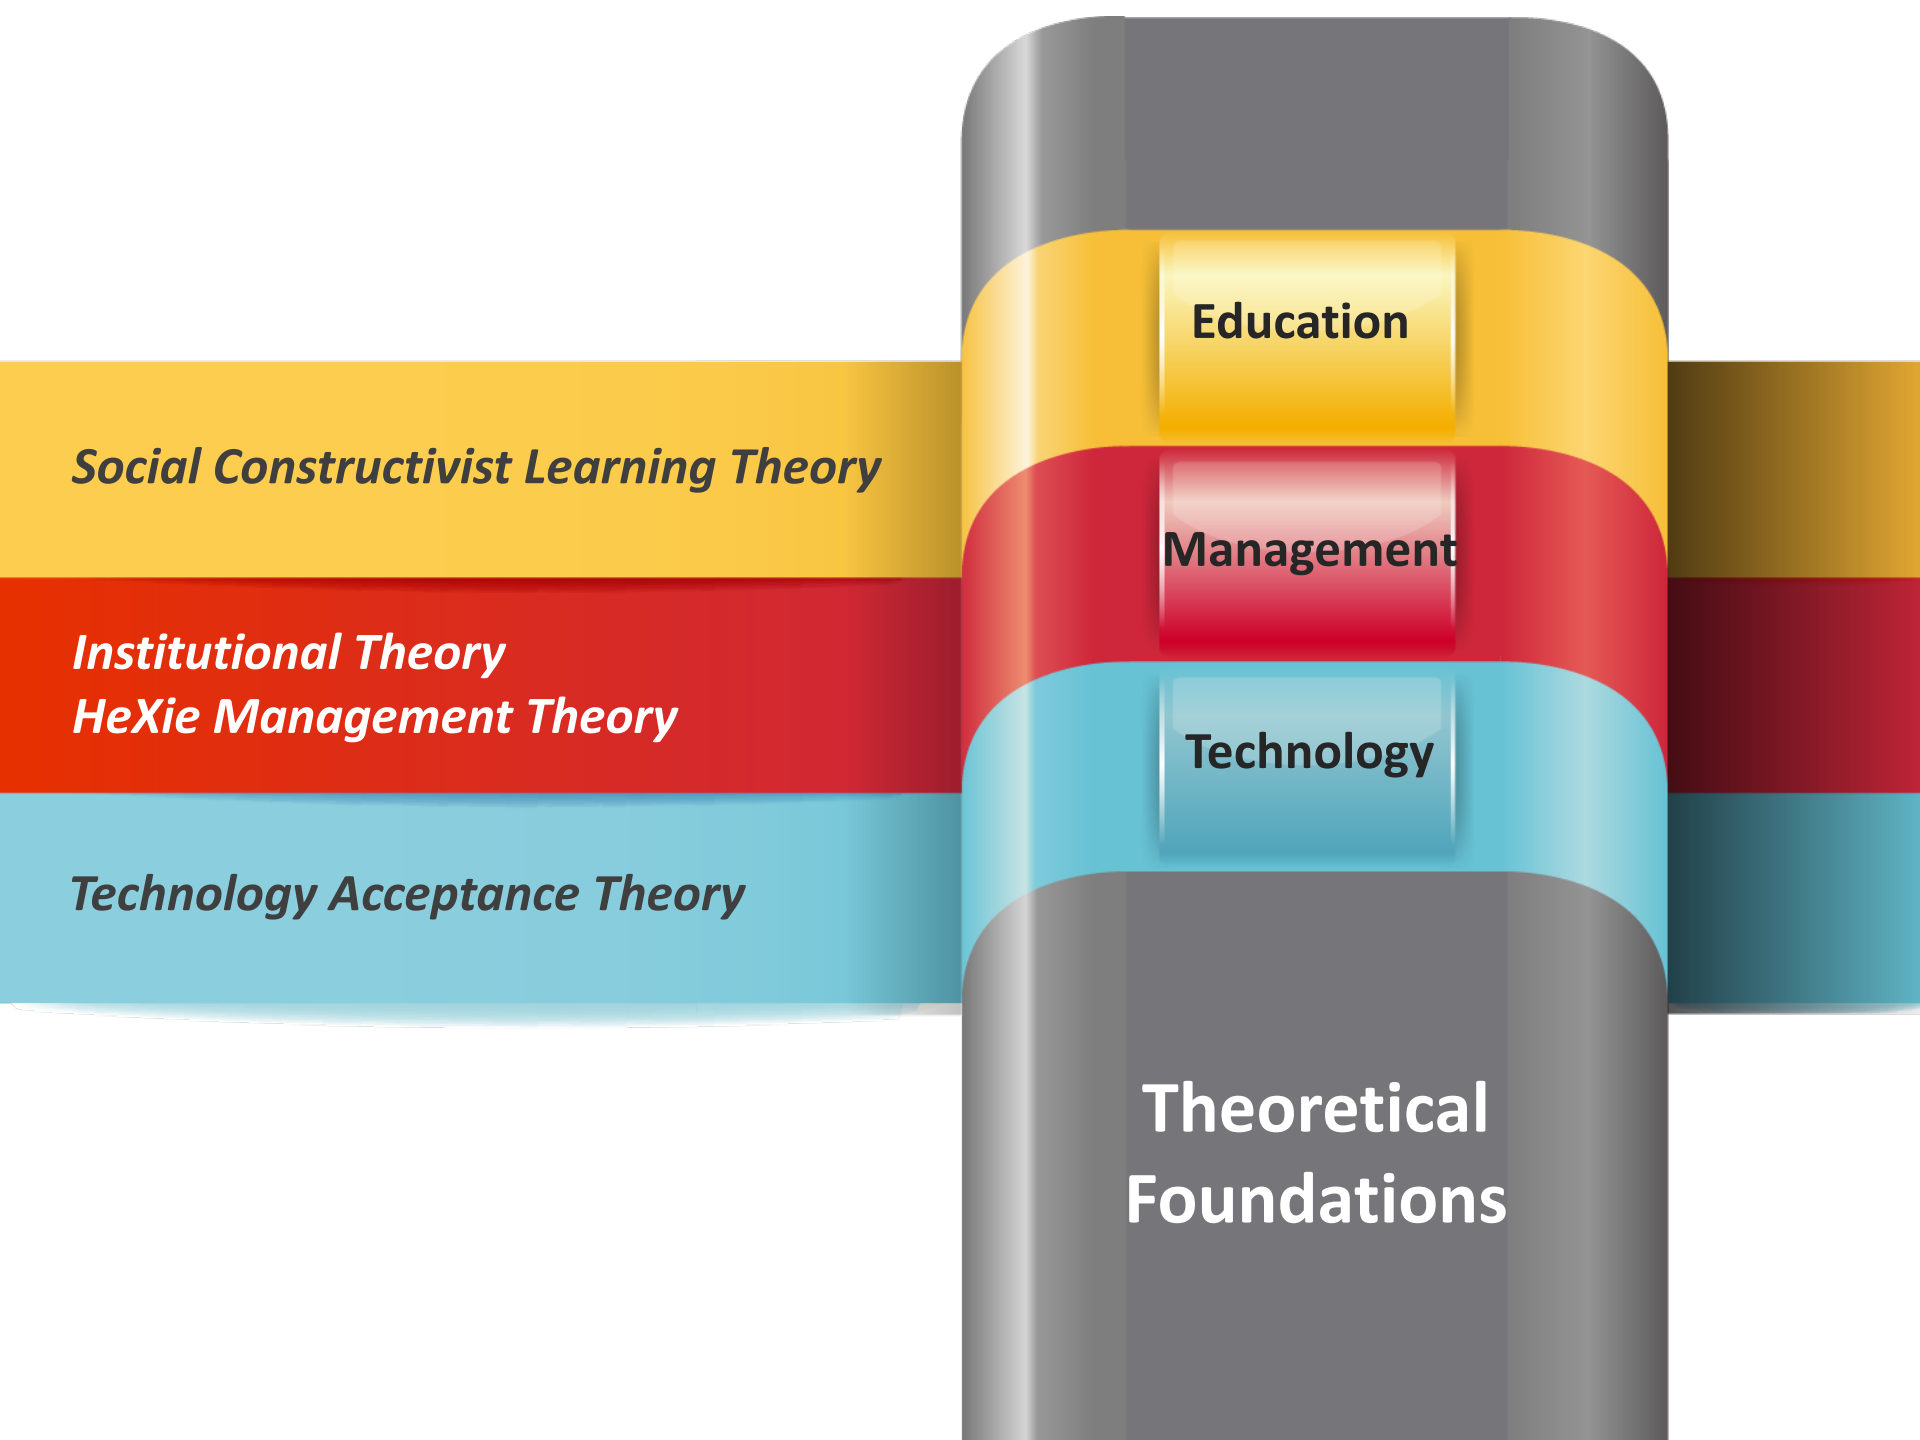 Education
Social Constructivist Learning Theory
Management
Institutional Theory
HeXie Management Theory
Technology
Technology Acceptance Theory
Theoretical
Foundations